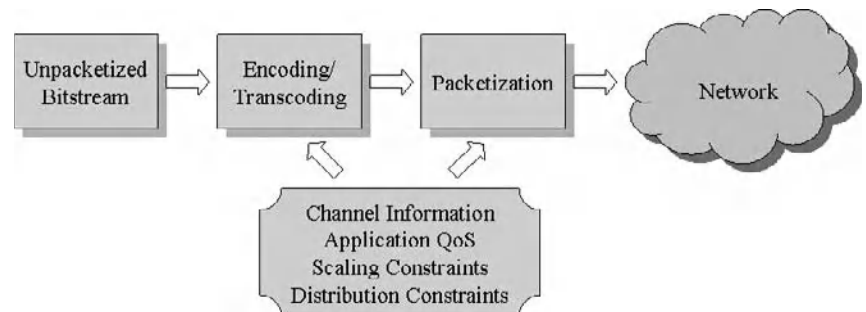 Unpacketized
Bitstream
Encoding/
Transcoding
Packetization
Network
Channel Information
Application QoS
Scaling Constraints
Distribution Constraints